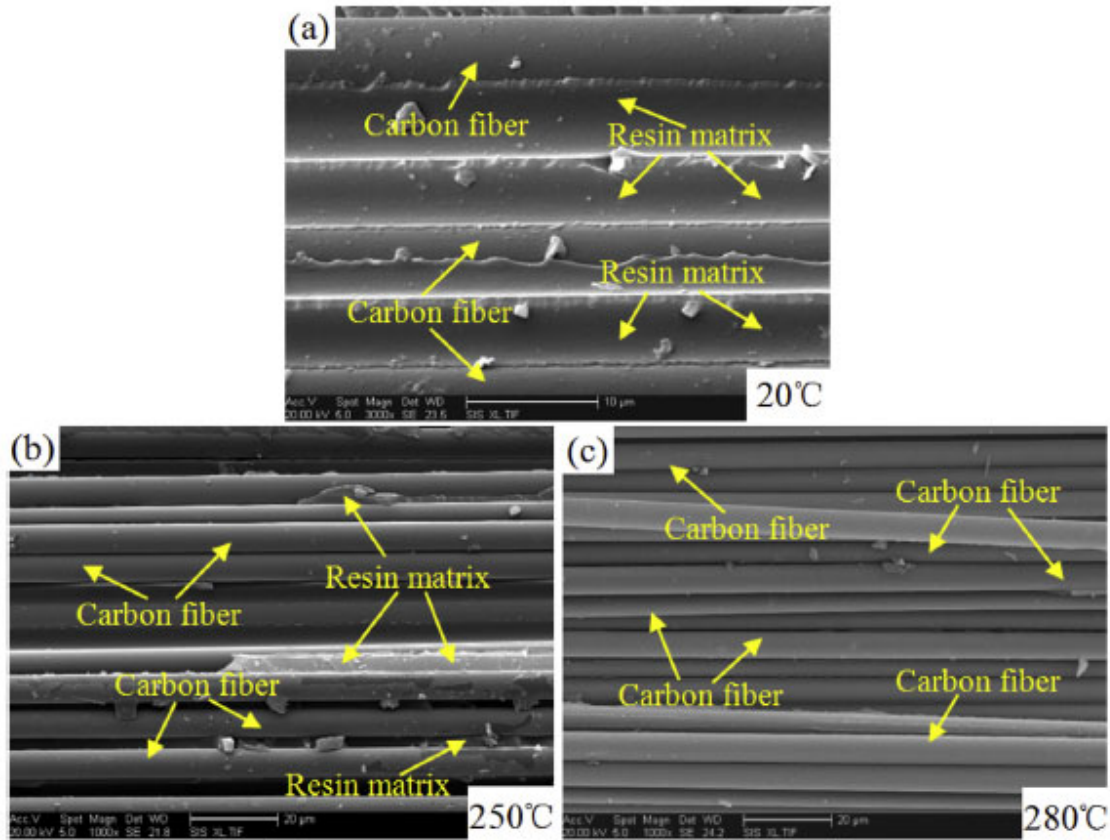 (a)
Carbon fiber
Resin matrix
Resin matrix
Carbon fiber
Acc.V Spot Magn Det WD 10 μm
20.00 kV 5.0 3000x SE 23.5 SIS XL TIF
20℃
(b)
Resin matrix
Carbon fiber
Carbon fiber
Resin matrix
Acc.V Spot Magn Det WD 20 μm
20.00 kV 5.0 1000x SE 21.8 SIS XL TIF
250℃
(c)
Carbon fiber
Carbon fiber
Carbon fiber
Carbon fiber
Acc.V Spot Magn Det WD 20 μm
20.00 kV 5.0 1000x SE 24.2 SIS XL TIF
280℃